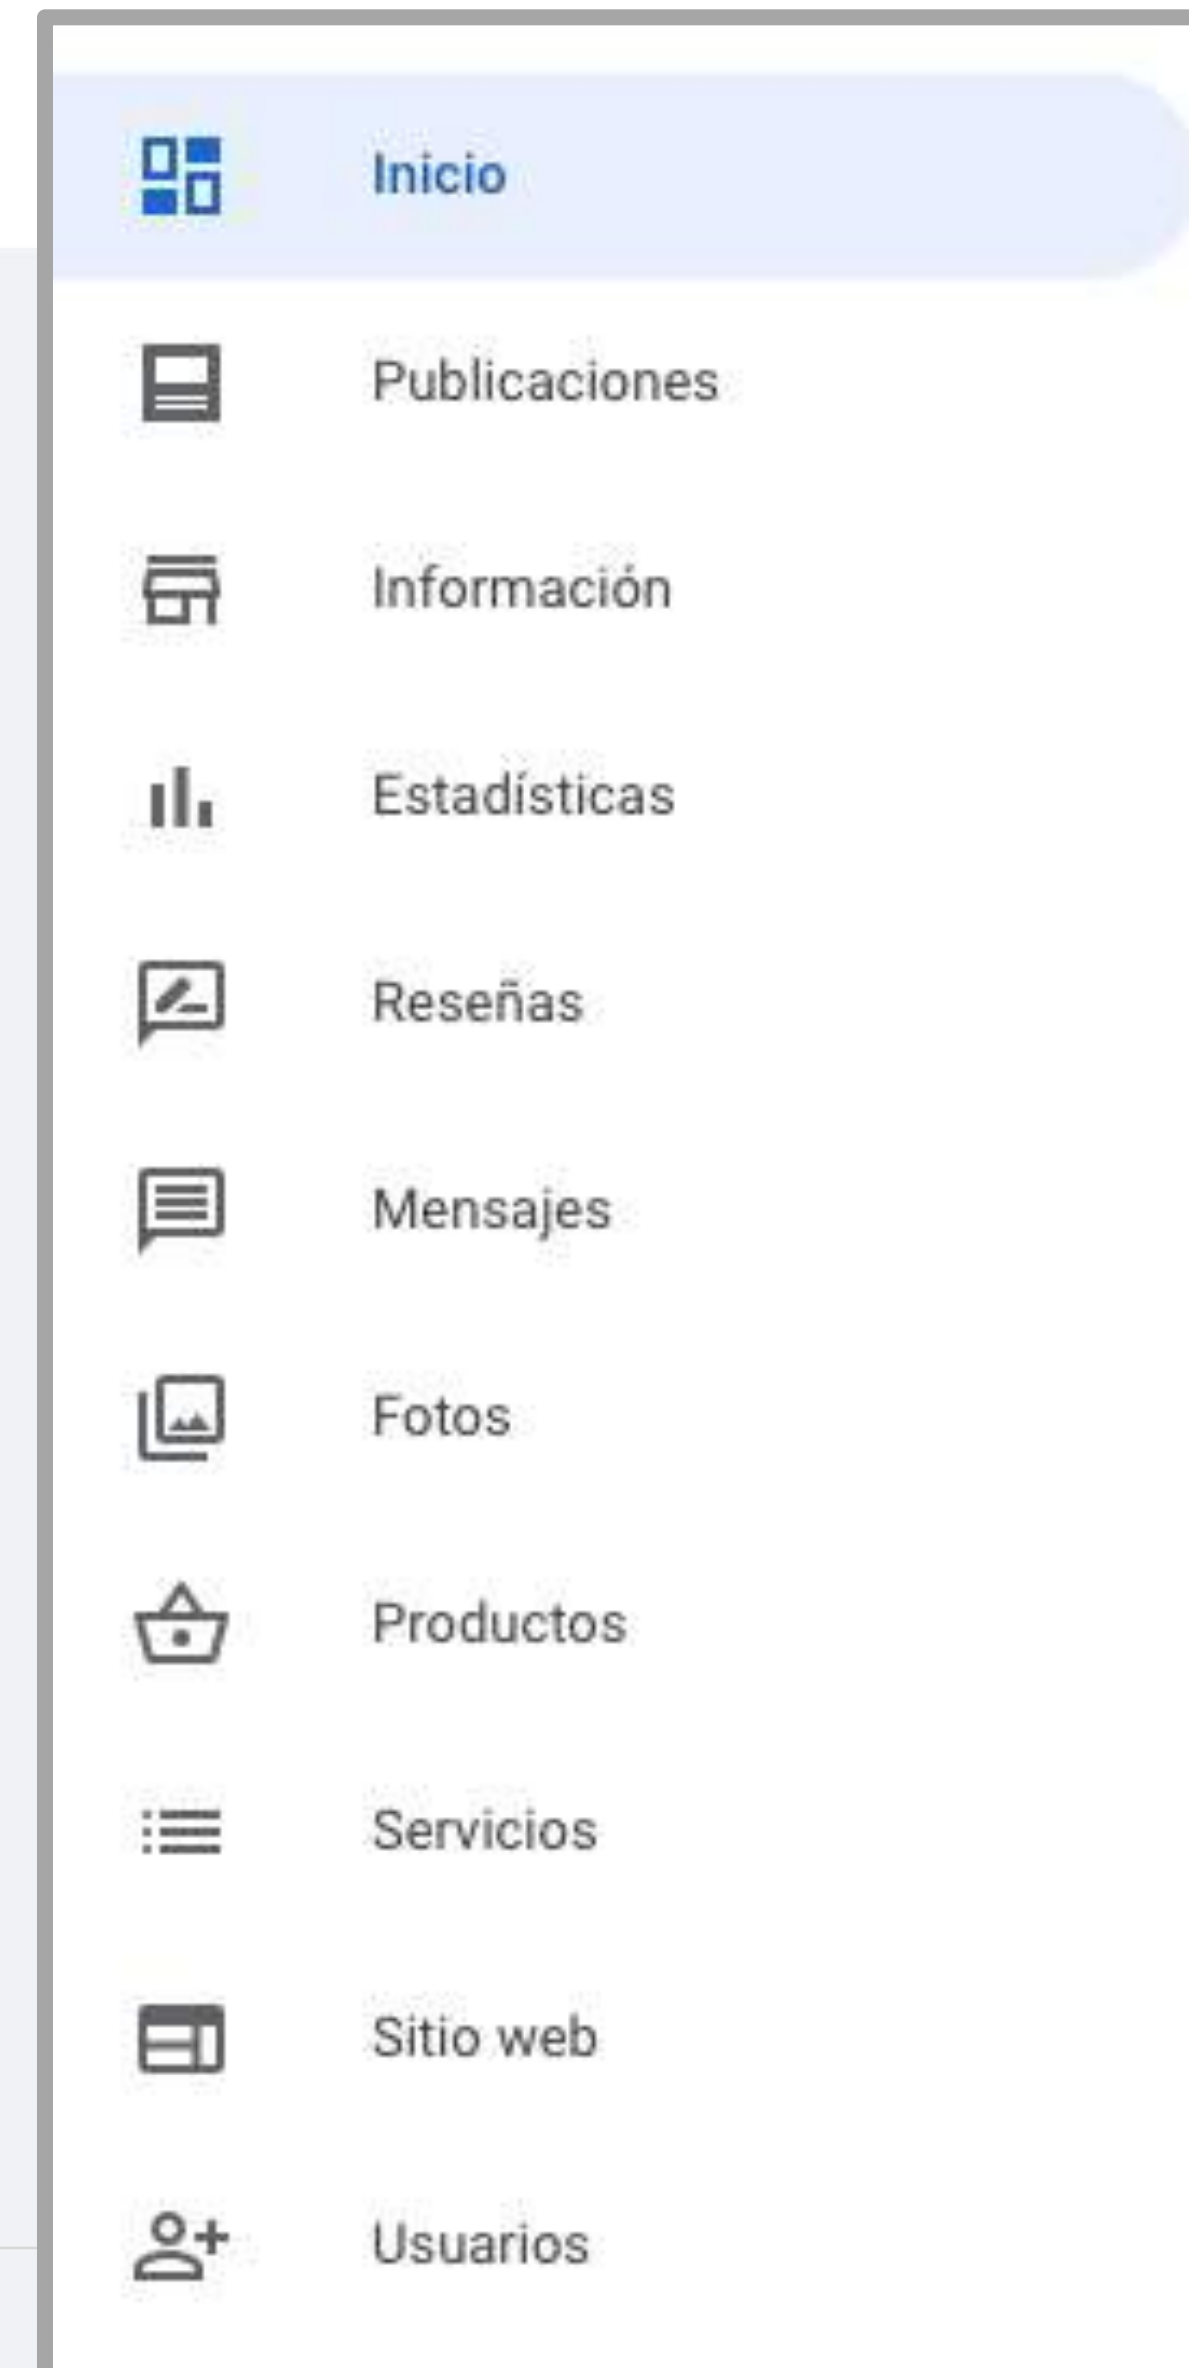 Inicio
Publicaciones
Información
Estadísticas
Reseñas
Mensajes
Fotos
Productos
Servicios
Sitio web
Usuarios